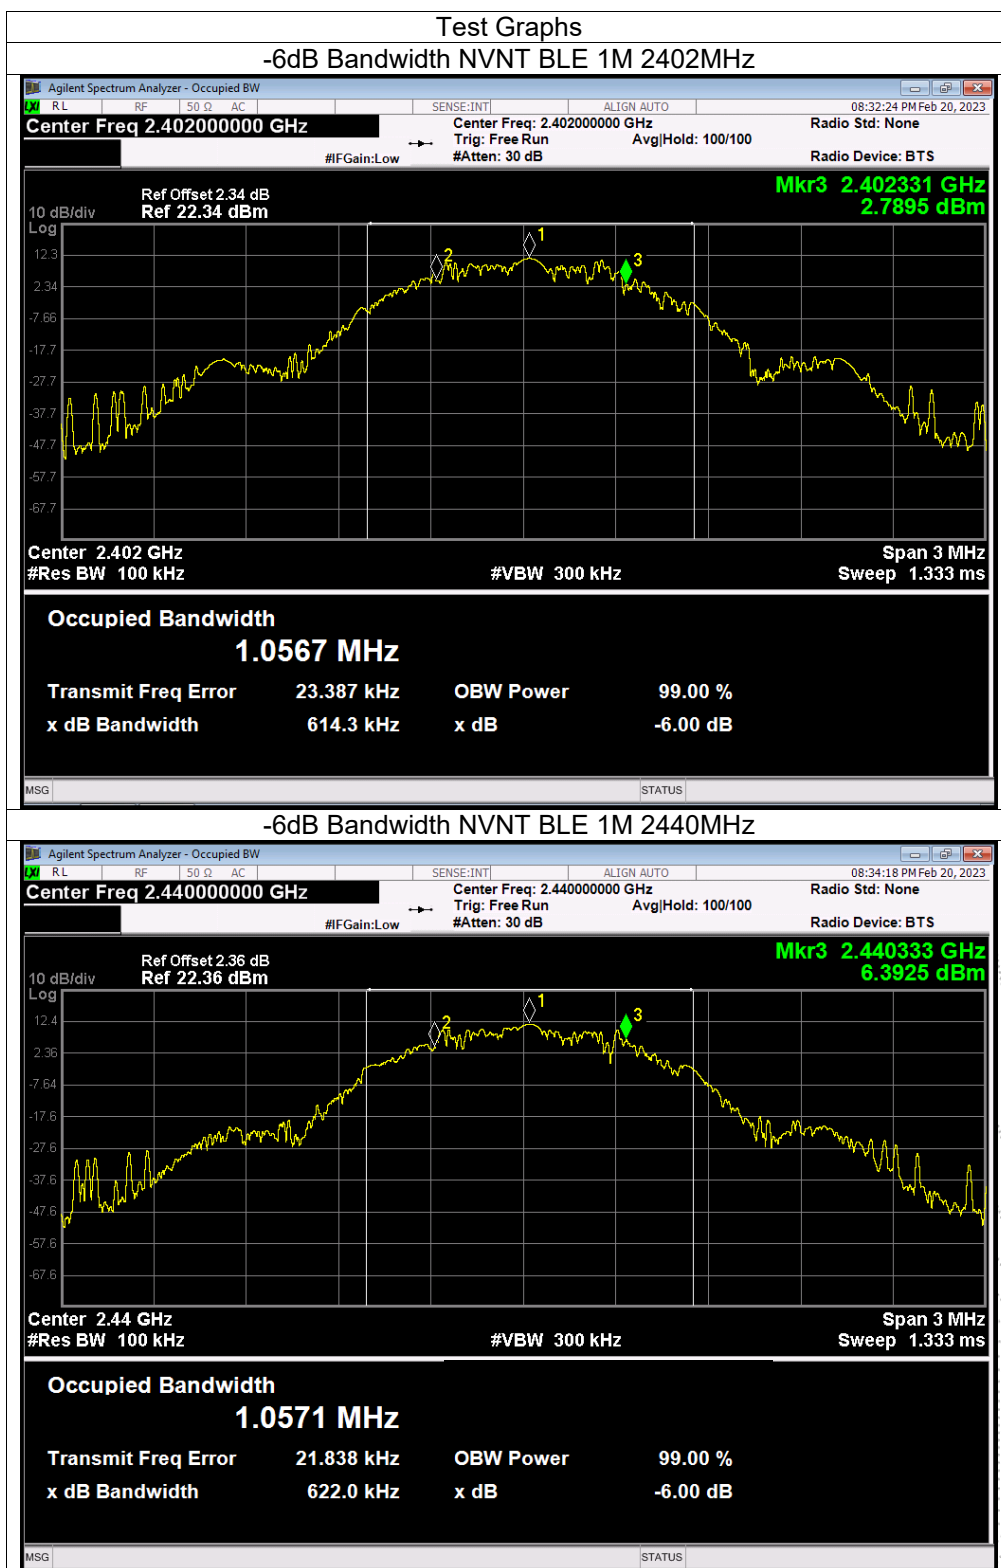 Test Graphs
-6dB Bandwidth NVNT BLE 1M 2402MHz
Agilent Spectrum Analyzer - Occupied BW
LXI RL RF 50 Ω AC SENSE:INT ALIGN AUTO 08:32:24 PM Feb 20, 2023
Center Freq 2.402000000 GHz Center Freq: 2.402000000 GHz Radio Std: None
Trig: Free Run Avg|Hold: 100/100
#IFGain:Low #Atten: 30 dB Radio Device: BTS
Mkr3 2.402331 GHz
2.7895 dBm
Ref Offset 2.34 dB
10 dB/div Ref 22.34 dBm
Log
1
2
3
12.3
2.34
-7.66
-17.7
-27.7
-37.7
-47.7
-57.7
-67.7
Center 2.402 GHz Span 3 MHz
#Res BW 100 kHz #VBW 300 kHz Sweep 1.333 ms
Occupied Bandwidth
1.0567 MHz
Transmit Freq Error 23.387 kHz OBW Power 99.00 %
x dB Bandwidth 614.3 kHz x dB -6.00 dB
MSG STATUS
-6dB Bandwidth NVNT BLE 1M 2440MHz
Agilent Spectrum Analyzer - Occupied BW
LXI RL RF 50 Ω AC SENSE:INT ALIGN AUTO 08:34:18 PM Feb 20, 2023
Center Freq 2.440000000 GHz Center Freq: 2.440000000 GHz Radio Std: None
Trig: Free Run Avg|Hold: 100/100
#IFGain:Low #Atten: 30 dB Radio Device: BTS
Mkr3 2.440333 GHz
6.3925 dBm
Ref Offset 2.36 dB
10 dB/div Ref 22.36 dBm
Log
1
2
3
12.4
2.36
-7.64
-17.6
-27.6
-37.6
-47.6
-57.6
-67.6
Center 2.44 GHz Span 3 MHz
#Res BW 100 kHz #VBW 300 kHz Sweep 1.333 ms
Occupied Bandwidth
1.0571 MHz
Transmit Freq Error 21.838 kHz OBW Power 99.00 %
x dB Bandwidth 622.0 kHz x dB -6.00 dB
MSG STATUS